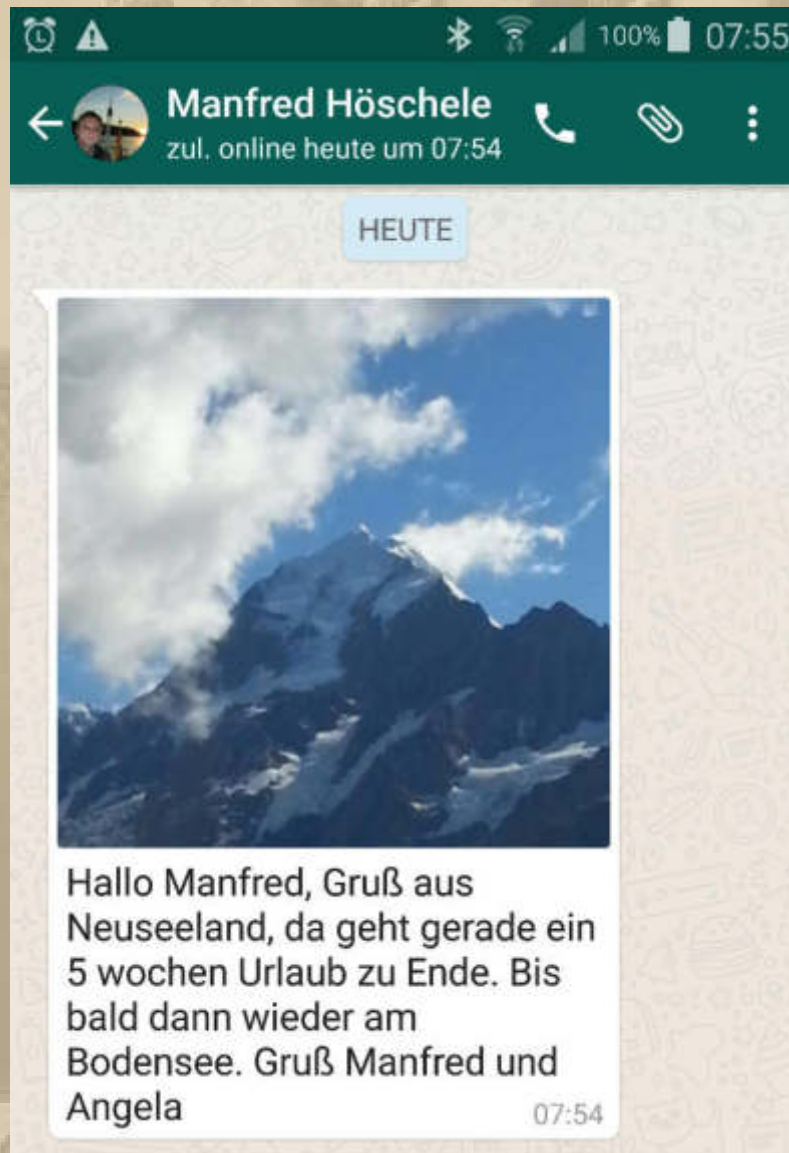 100% 07:55
Manfred Höschele
zul. online heute um 07:54
HEUTE
Hallo Manfred, Gruß aus
Neuseeland, da geht gerade ein
5 wochen Urlaub zu Ende. Bis
bald dann wieder am
Bodensee. Gruß Manfred und
Angela
07:54